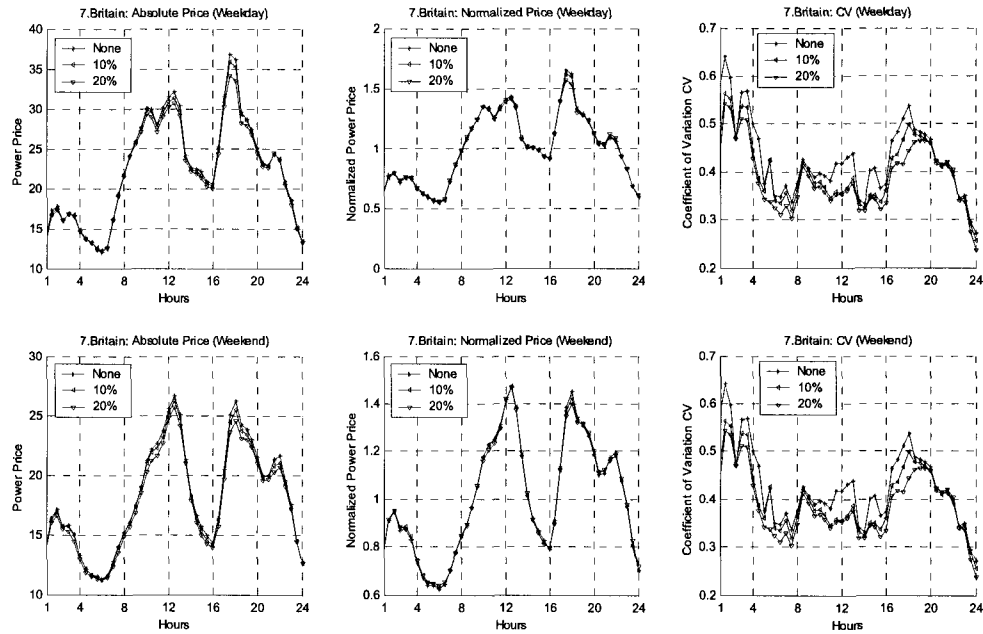 7.Britain: Absolute Price (Weekday)
Power Price
40
35
30
25
20
15
10
None
10%
20%
1 4 8 12 16 20 24
Hours
7.Britain: Normalized Price (Weekday)
Normalized Power Price
2
1.5
1
0.5
0
None
10%
20%
1 4 8 12 16 20 24
Hours
7.Britain: CV (Weekday)
Coefficient of Variation CV
0.7
0.6
0.5
0.4
0.3
0.2
None
10%
20%
1 4 8 12 16 20 24
Hours
7.Britain: Absolute Price (Weekend)
Power Price
30
25
20
15
10
None
10%
20%
1 4 8 12 16 20 24
Hours
7.Britain: Normalized Price (Weekend)
Normalized Power Price
1.6
1.4
1.2
1
0.8
0.6
None
10%
20%
1 4 8 12 16 20 24
Hours
7.Britain: CV (Weekend)
Coefficient of Variation CV
0.7
0.6
0.5
0.4
0.3
0.2
None
10%
20%
1 4 8 12 16 20 24
Hours